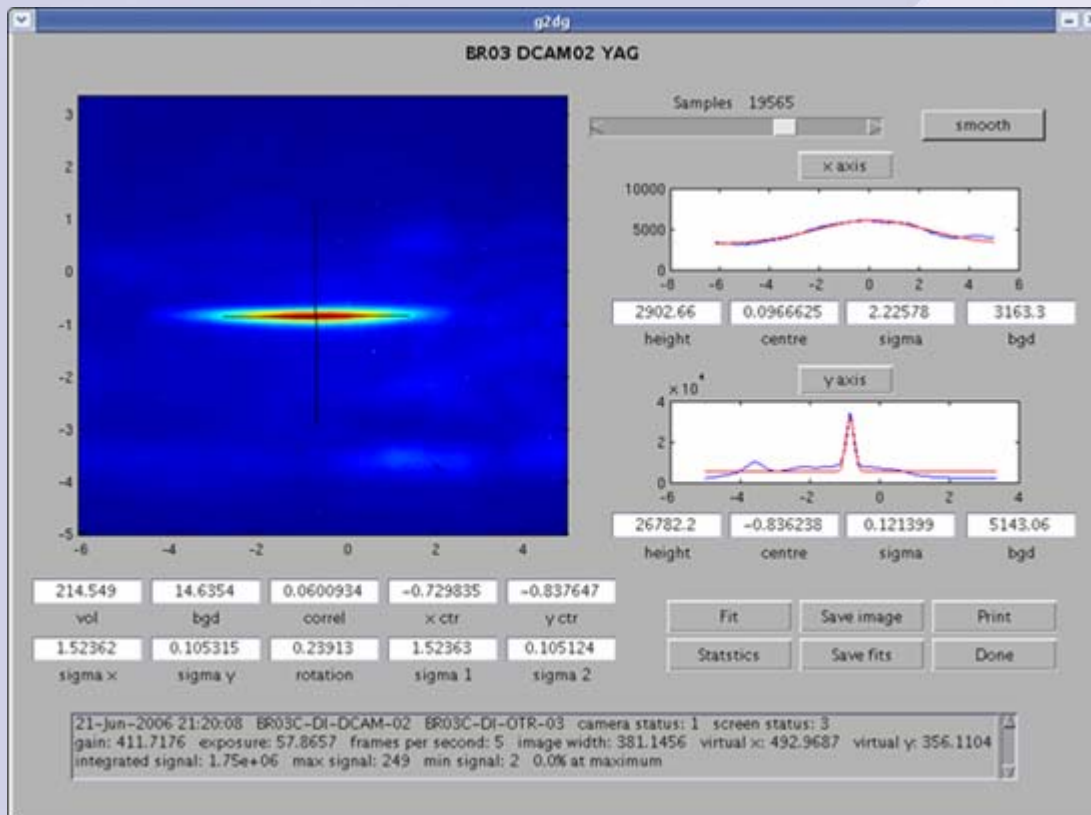 g2dg
BR03 DCAM02 YAG
Samples 19565
smooth
x axis
10000
5000
0
-8 -6 -4 -2 0 2 4 6
2902.66 0.0966625 2.22578 3163.3
height centre sigma bgd
y axis
× 10⁴
4
2
0
-6 -4 -2 0 2 4
26782.2 -0.836238 0.121399 5143.06
height centre sigma bgd
3
2
1
0
-1
-2
-3
-4
-5
-6 -4 -2 0 2 4
214.549 14.6354 0.0600934 -0.729835 -0.837647
vol bgd correl x ctr y ctr
1.52362 0.105315 0.23913 1.52363 0.105124
sigma x sigma y rotation sigma 1 sigma 2
Fit Save image Print
Statstics Save fits Done
21-Jun-2006 21:20:08 BR03C-DI-DCAM-02 BR03C-DI-OTR-03 camera status: 1 screen status: 3
gain: 411.7176 exposure: 57.8657 frames per second: 5 image width: 381.1456 virtual x: 492.9687 virtual y: 356.1104
integrated signal: 1.75e+06 max signal: 249 min signal: 2 0.0% at maximum